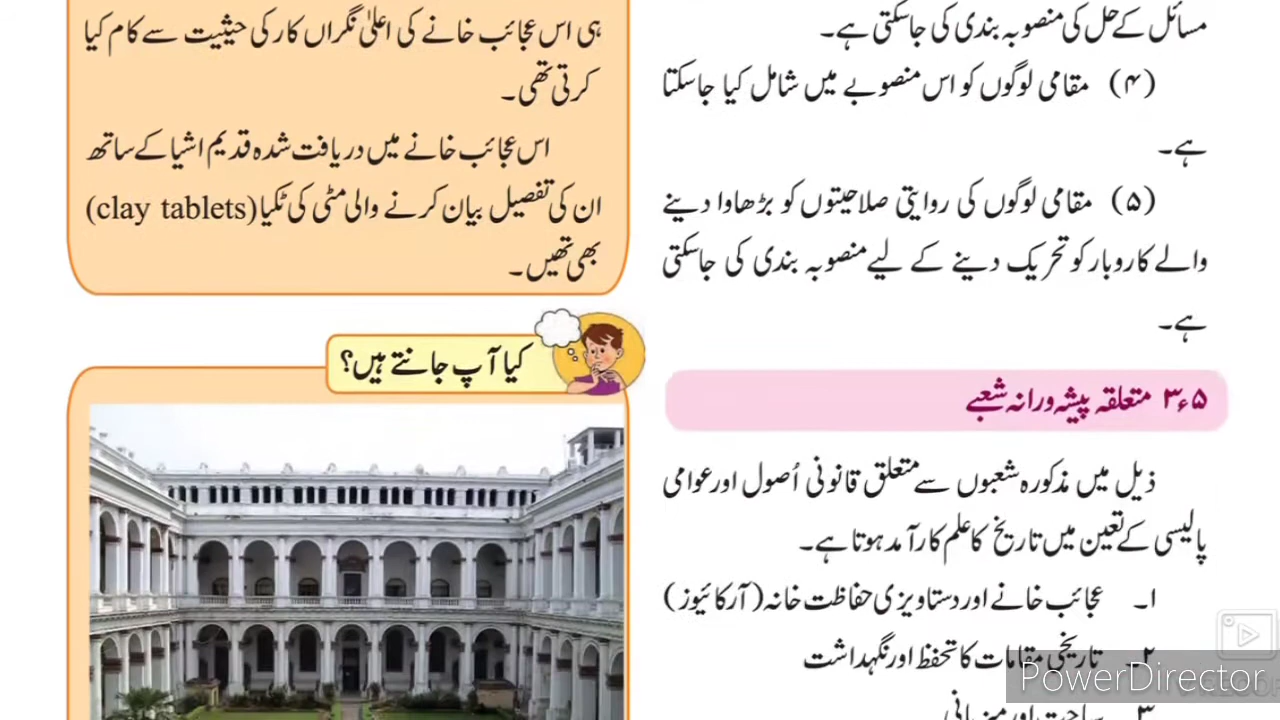 مسائل کے حل کی منصوبہ بندی کی جاسکتی ہے۔
(۴) مقامی لوگوں کو اس منصوبے میں شامل کیا جاسکتا
ہے۔
(۵) مقامی لوگوں کی روایتی صلاحیتوں کو بڑھاوا دینے
والے کاروبار کو تحریک دینے کے لیے منصوبہ بندی کی جاسکتی
ہے۔
۳ء۵ متعلقہ پیشہ ورانہ شعبے
ذیل میں مذکورہ شعبوں سے متعلق قانونی اُصول اور عوامی
پالیسی کے تعین میں تاریخ کا علم کارآمد ہوتا ہے۔
۱۔ عجائب خانے اور دستاویزی حفاظت خانہ (آرکائیوز)
۲۔ تاریخی مقامات کا تحفظ اور نگہداشت
۳۔ سیاحت اور میزبانی
ہی اس عجائب خانے کی اعلیٰ نگراں کار کی حیثیت سے کام کیا
کرتی تھی۔
اس عجائب خانے میں دریافت شدہ قدیم اشیا کے ساتھ
ان کی تفصیل بیان کرنے والی مٹی کی ٹکیا (clay tablets)
بھی تھیں۔
کیا آپ جانتے ہیں؟
PowerDirector